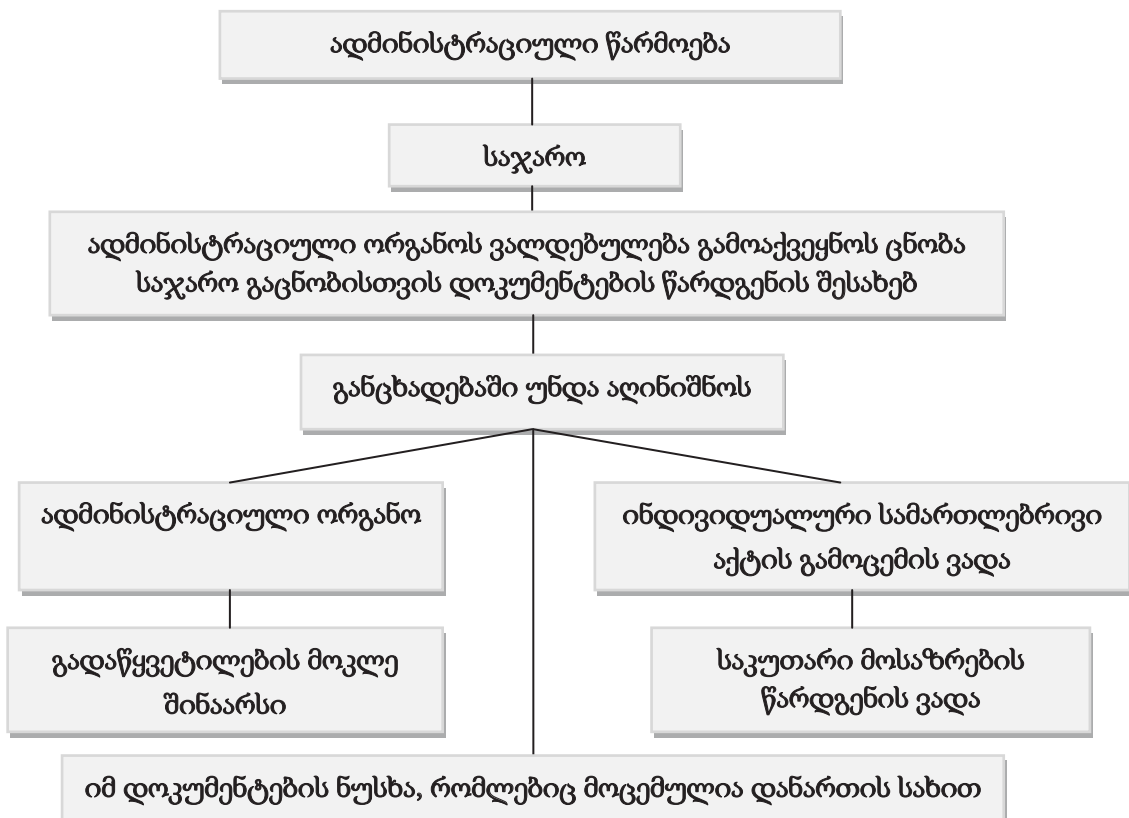 ადმინისტრაციული წარმოება
საჯარო
ადმინისტრაციული ორგანოს ვალდებულება გამოაქვეყნოს ცნობა
საჯარო გაცნობისთვის დოკუმენტების წარდგენის შესახებ
განცხადებაში უნდა აღინიშნოს
ადმინისტრაციული ორგანო
ინდივიდუალური სამართლებრივი
აქტის გამოცემის ვადა
გადაწყვეტილების მოკლე
შინაარსი
საკუთარი მოსაზრების
წარდგენის ვადა
იმ დოკუმენტების ნუსხა, რომლებიც მოცემულია დანართის სახით